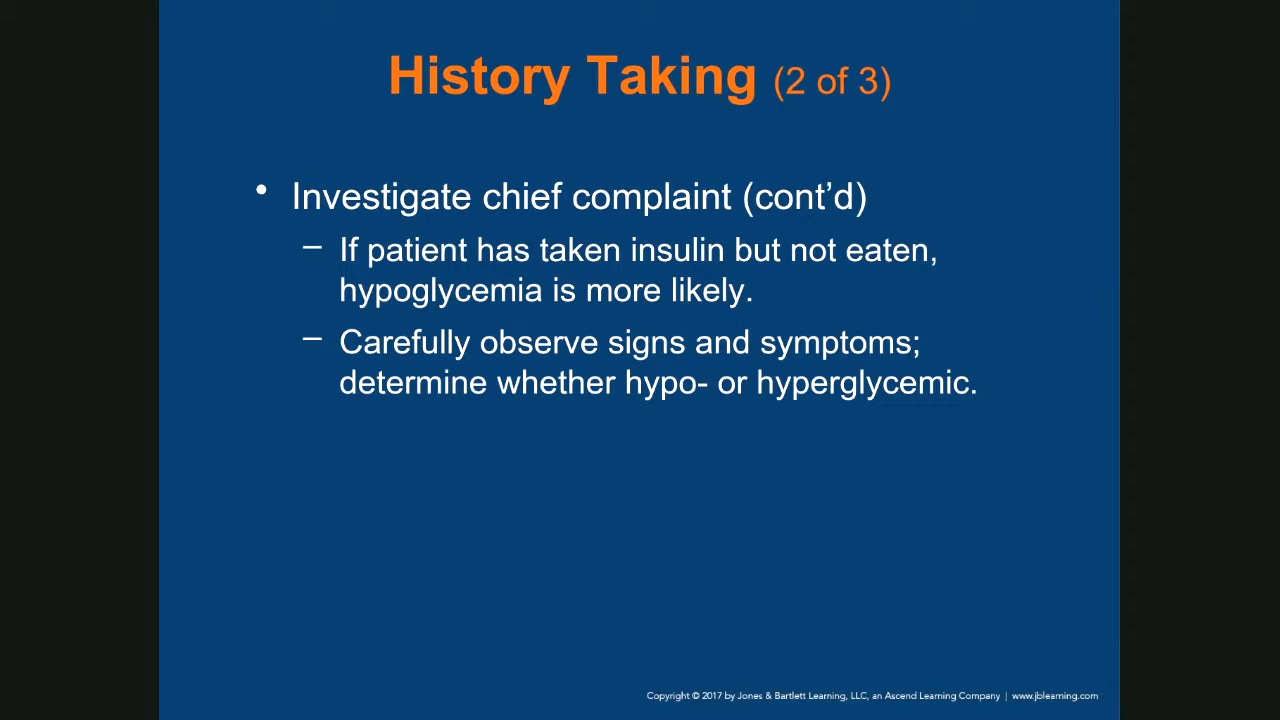 History Taking (2 of 3)
• Investigate chief complaint (cont’d)
– If patient has taken insulin but not eaten,
hypoglycemia is more likely.
– Carefully observe signs and symptoms;
determine whether hypo- or hyperglycemic.
Copyright © 2017 by Jones & Bartlett Learning, LLC, an Ascend Learning Company | www.jblearning.com